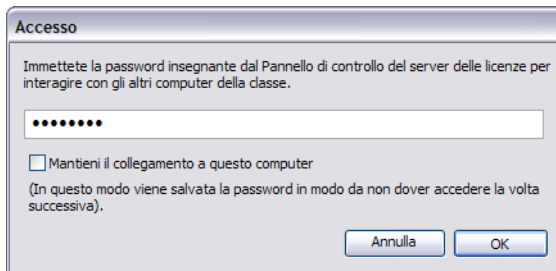 Accesso
Immettete la password insegnante dal Pannello di controllo del server delle licenze per
interagire con gli altri computer della classe.
••••••••
Mantieni il collegamento a questo computer
(In questo modo viene salvata la password in modo da non dover accedere la volta
successiva).
Annulla
OK